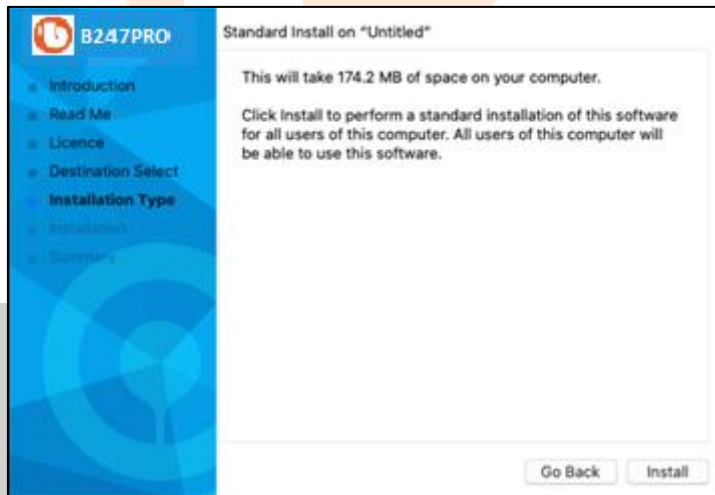 B247PRO
Standard Install on "Untitled"
Introduction
Read Me
Licence
Destination Select
Installation Type
Installation
Summary
This will take 174.2 MB of space on your computer.
Click Install to perform a standard installation of this software
for all users of this computer. All users of this computer will
be able to use this software.
Go Back
Install